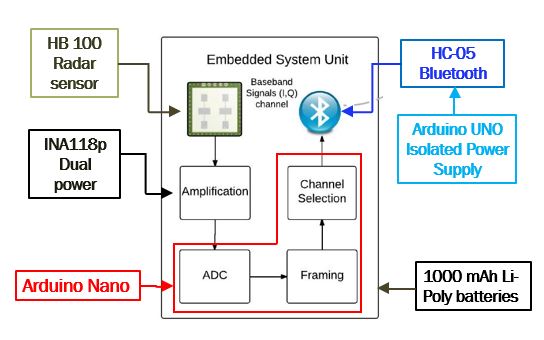 HB 100
Radar
sensor
Embedded System Unit
HC-05
Bluetooth
Baseband
Signals (I,Q)
channel
INA118p
Dual
power
Arduino UNO
Isolated Power
Supply
Amplification
Channel
Selection
Arduino Nano
ADC
Framing
1000 mAh Li-
Poly batteries